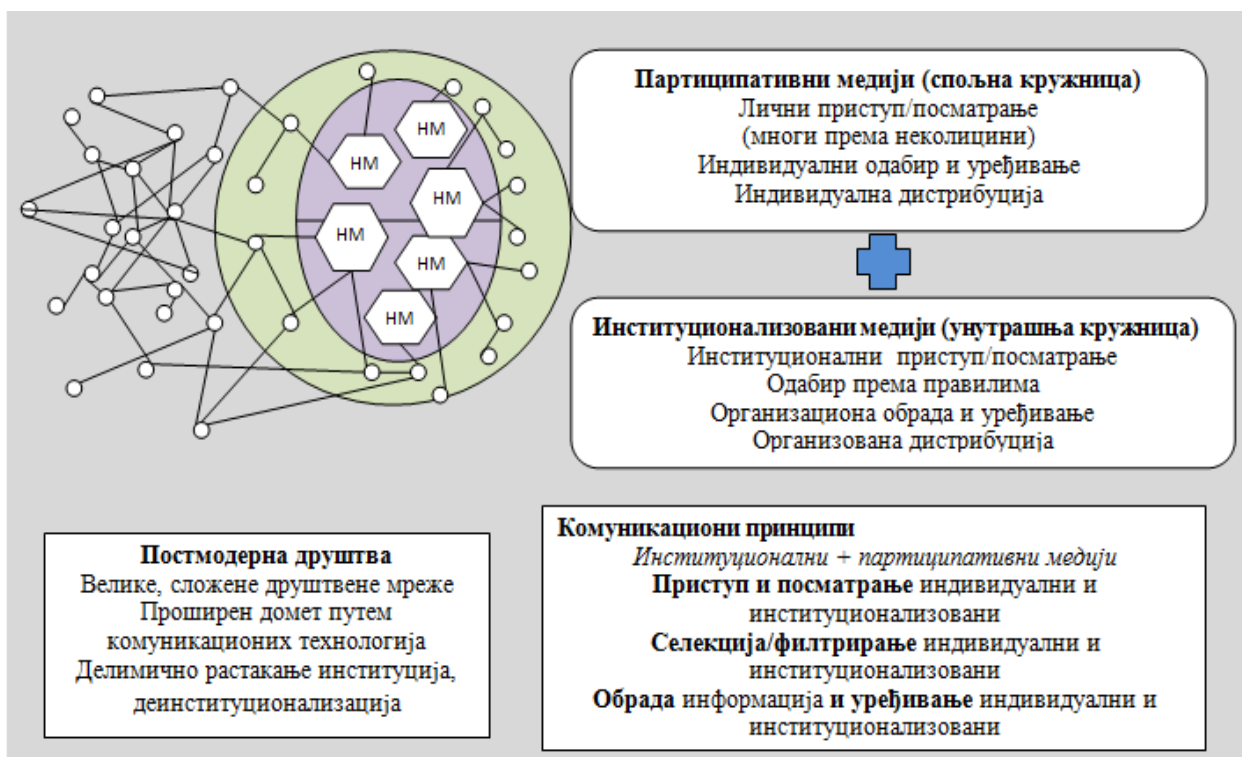 Партиципативни медији (спољна кружница)
Лични приступ/посматрање
(многи према неколицини)
Индивидуални одабир и уређивање
Индивидуална дистрибуција
НМ
НМ
НМ
НМ
НМ
НМ
Институционализовани медији (унутрашња кружница)
Институционални приступ/посматрање
Одабир према правилима
Организациона обрада и уређивање
Организована дистрибуција
Постмодерна друштва
Велике, сложене друштвене мреже
Проширен домет путем
комуникационих технологија
Делимично растакање институција,
деинституционализација
Комуникациони принципи
Институционални + партиципативни медији
Приступ и посматрање индивидуални и
институционализовани
Селекција/филтрирање индивидуални и
институционализовани
Обрада информација и уређивање индивидуални и
институционализовани